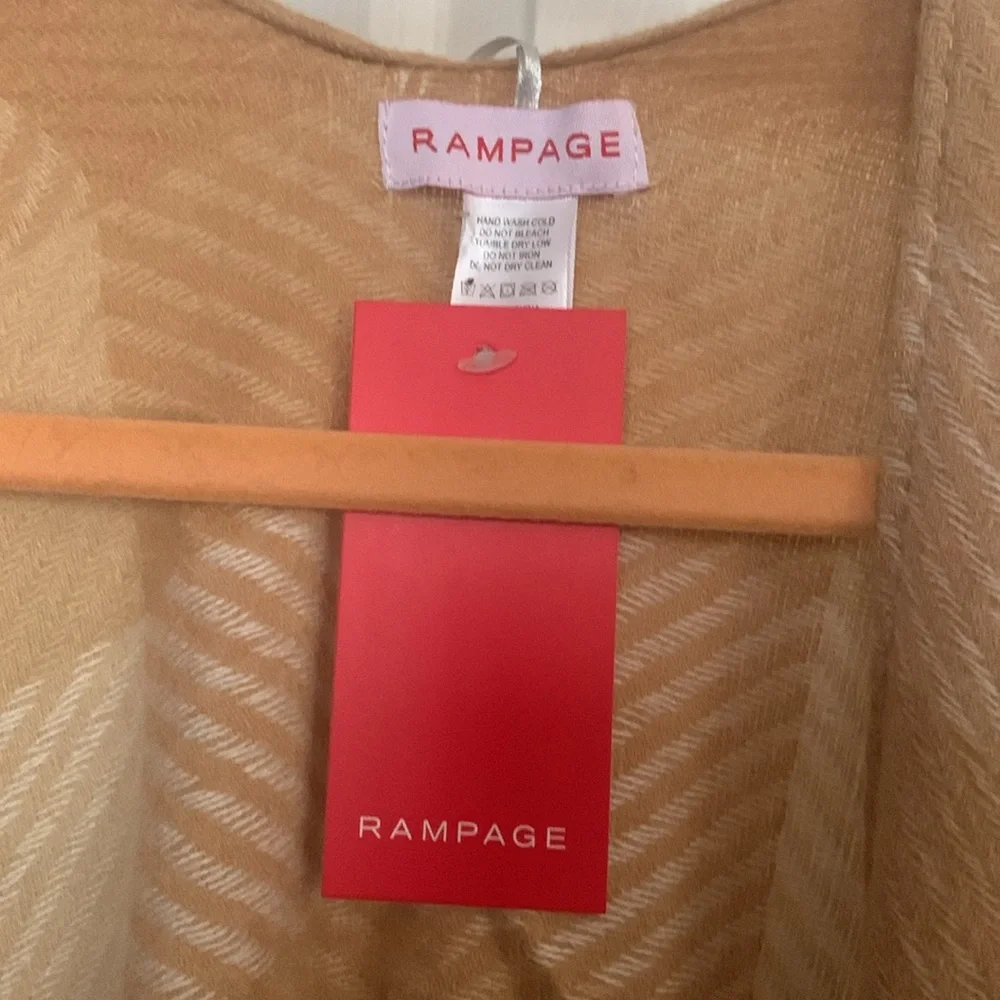 RAMPAGE
HAND WASH COLD
DO NOT BLEACH
TUMBLE DRY LOW
DO NOT IRON
DO NOT DRY CLEAN
RAMPAGE